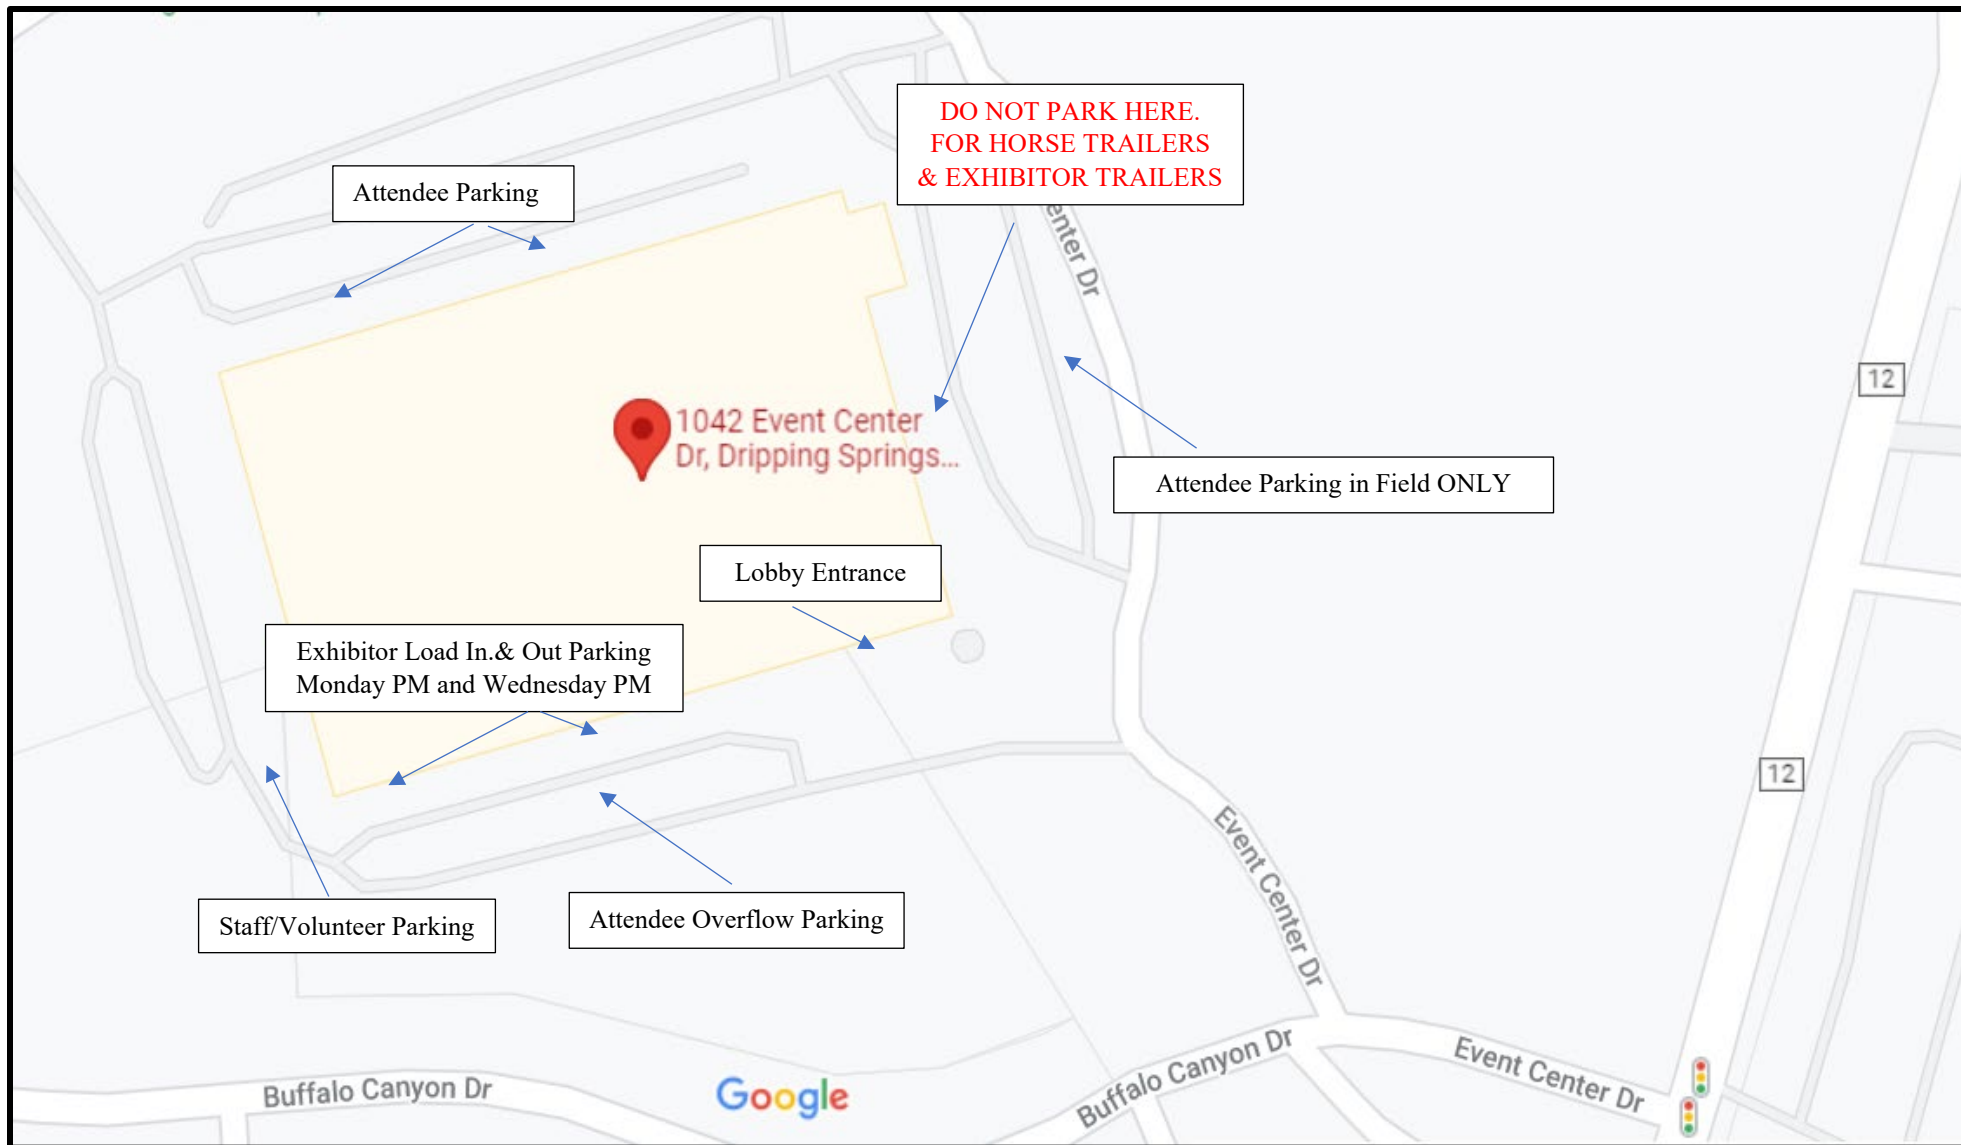 DO NOT PARK HERE.
FOR HORSE TRAILERS
& EXHIBITOR TRAILERS
Attendee Parking
enter Dr
12
1042 Event Center
Dr, Dripping Springs...
Attendee Parking in Field ONLY
Lobby Entrance
Exhibitor Load In.& Out Parking
Monday PM and Wednesday PM
12
Event Center Dr
Staff/Volunteer Parking
Attendee Overflow Parking
Buffalo Canyon Dr
Google
Buffalo Canyon Dr
Event Center Dr